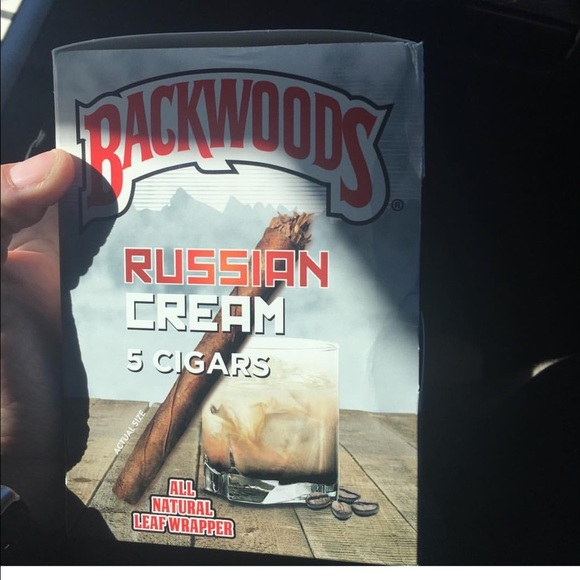 BACKWOODS®
RUSSIAN
CREAM
5 CIGARS
ACTUAL SIZE
ALL
NATURAL
LEAF WRAPPER